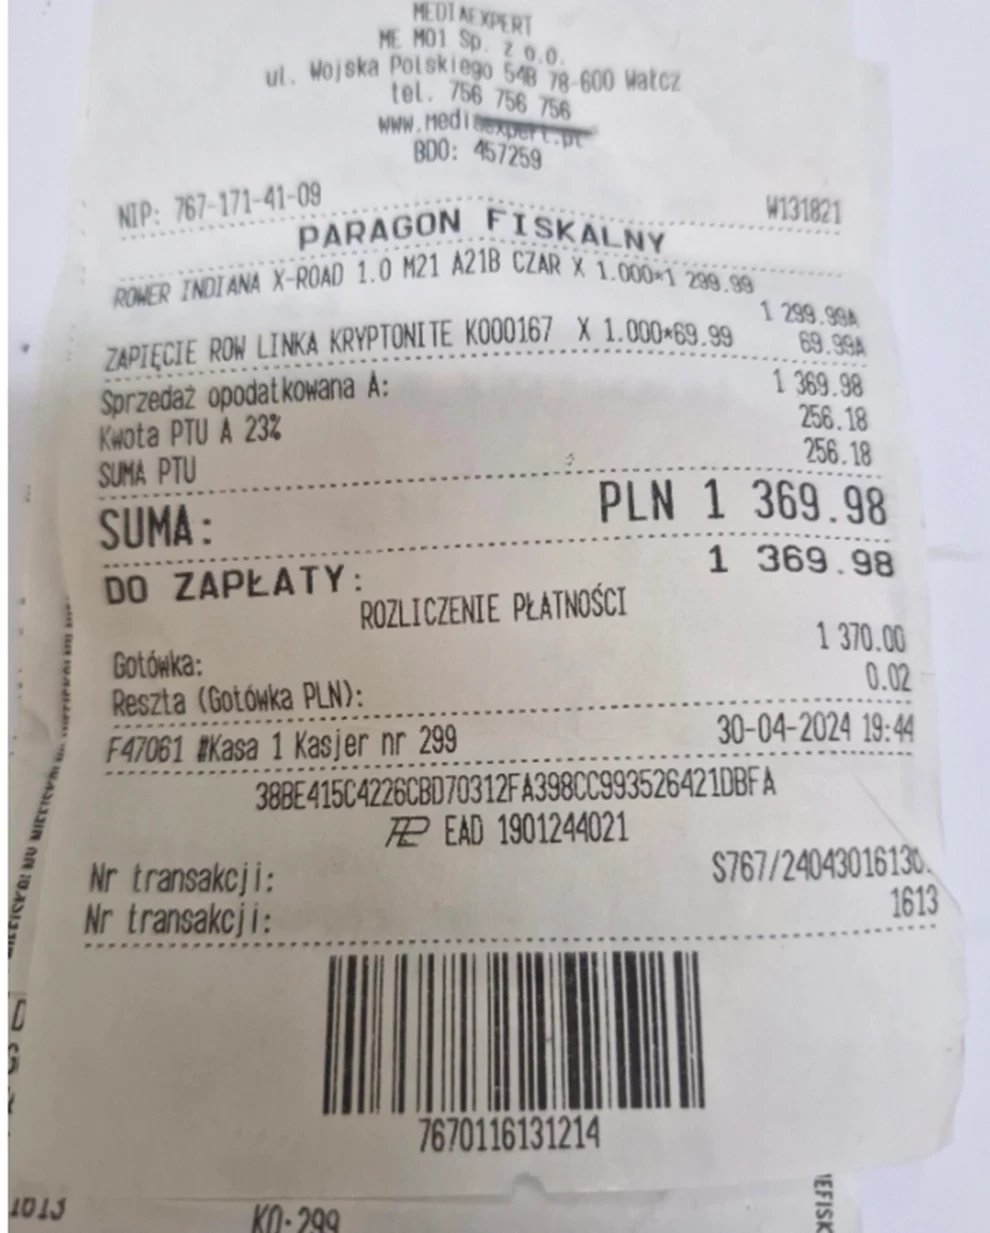 MEDIAEXPERT
ME M01 Sp. z o.o.
ul. Wojska Polskiego 54B 78-600 Wałcz
tel. 756 756 756
www.mediaexpert.pl
BDO: 457259
NIP: 767-171-41-09 W131821
PARAGON FISKALNY
ROWER INDIANA X-ROAD 1.0 M21 A21B CZAR X 1.000*1 299.99
1 299.99A
ZAPIĘCIE ROW LINKA KRYPTONITE K000167 X 1.000*69.99 69.99A
Sprzedaż opodatkowana A: 1 369.98
Kwota PTU A 23% 256.18
SUMA PTU 256.18
SUMA: PLN 1 369.98
DO ZAPŁATY: 1 369.98
ROZLICZENIE PŁATNOŚCI
Gotówka: 1 370.00
Reszta (Gotówka PLN): 0.02
F47061 #Kasa 1 Kasjer nr 299 30-04-2024 19:44
38BE415C4226CBD70312FA398CC993526421DBFA
EAD 1901244021
Nr transakcji: S767/24043016130.
Nr transakcji: 1613
7670116131214
1613
KO-299